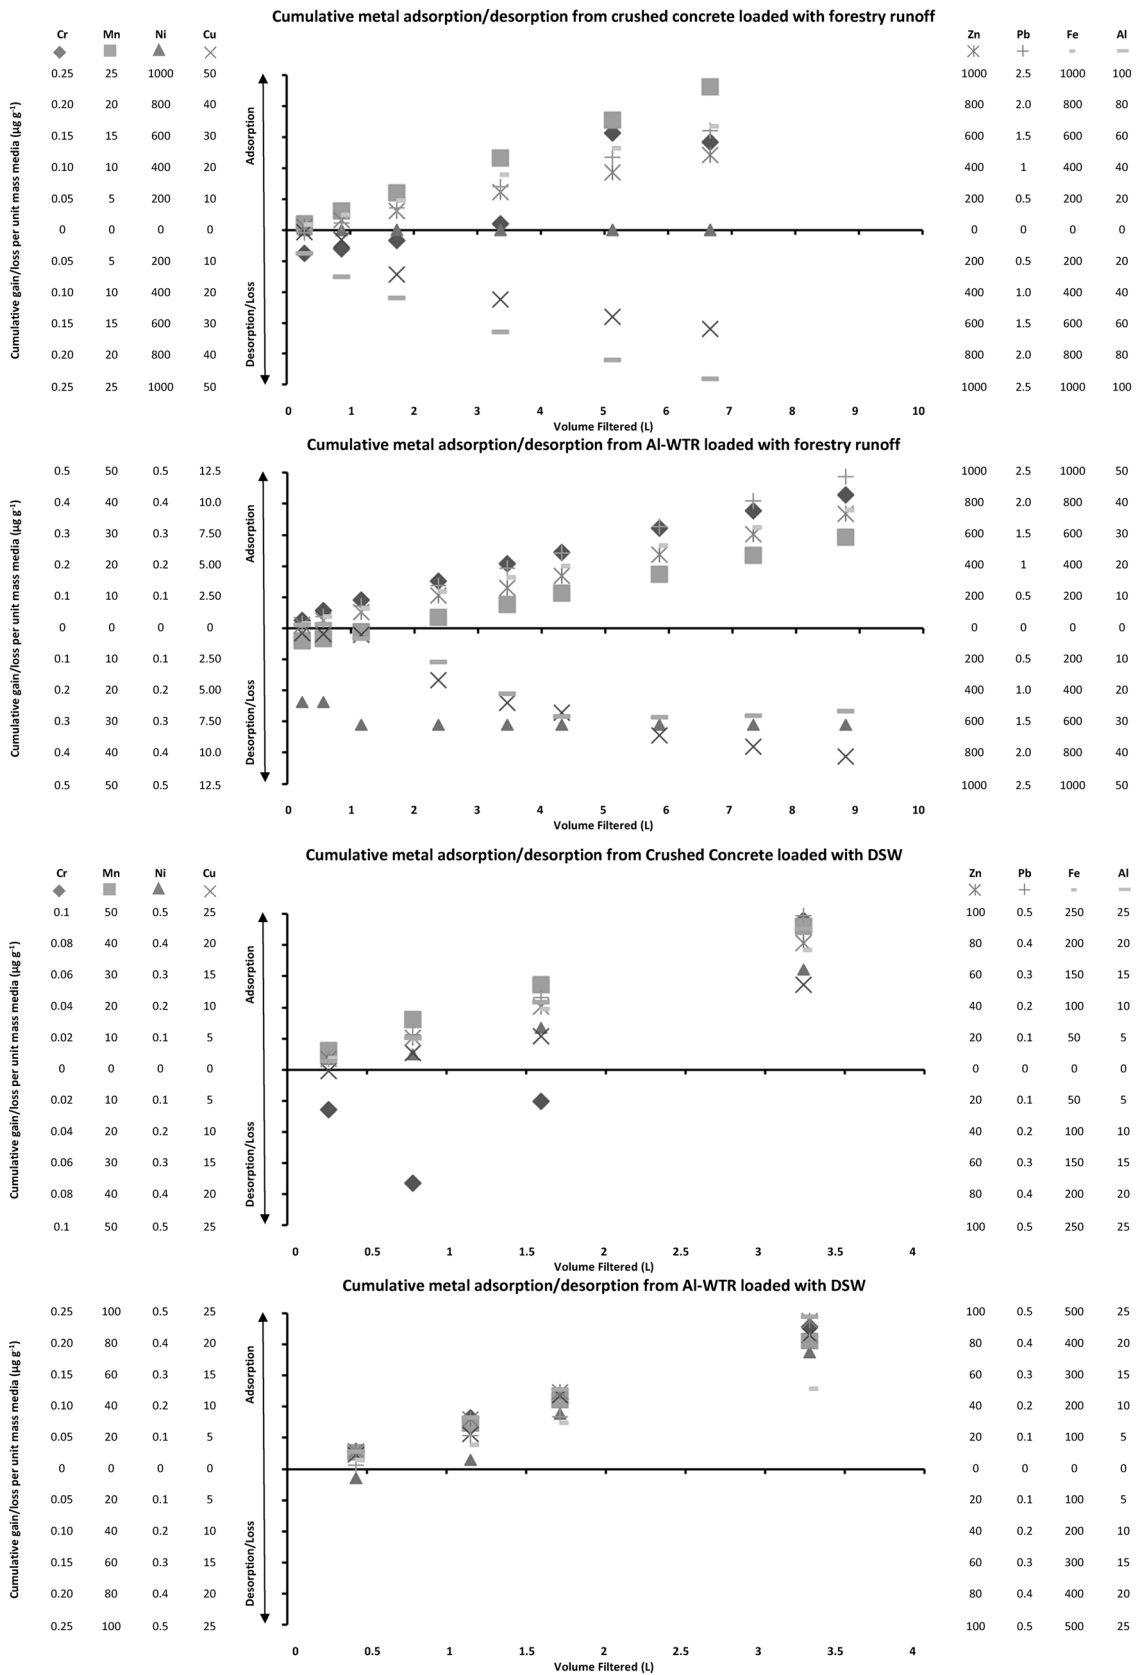 Cumulative metal adsorption/desorption from crushed concrete loaded with forestry runoff
Cr Mn Ni Cu Zn Pb Fe Al
0.25 25 1000 50 1000 2.5 1000 100
0.20 20 800 40 800 2.0 800 80
0.15 15 600 30 600 1.5 600 60
0.10 10 400 20 400 1 400 40
0.05 5 200 10 200 0.5 200 20
0 0 0 0 0 0 0 0
0.05 5 200 10 200 0.5 200 20
0.10 10 400 20 400 1.0 400 40
0.15 15 600 30 600 1.5 600 60
0.20 20 800 40 800 2.0 800 80
0.25 25 1000 50 1000 2.5 1000 100
Cumulative gain/loss per unit mass media (µg g-1)
Adsorption
Desorption/Loss
0 1 2 3 4 5 6 7 8 9 10
Volume Filtered (L)
Cumulative metal adsorption/desorption from Al-WTR loaded with forestry runoff
0.5 50 0.5 12.5 1000 2.5 1000 50
0.4 40 0.4 10.0 800 2.0 800 40
0.3 30 0.3 7.50 600 1.5 600 30
0.2 20 0.2 5.00 400 1 400 20
0.1 10 0.1 2.50 200 0.5 200 10
0 0 0 0 0 0 0 0
0.1 10 0.1 2.50 200 0.5 200 10
0.2 20 0.2 5.00 400 1.0 400 20
0.3 30 0.3 7.50 600 1.5 600 30
0.4 40 0.4 10.0 800 2.0 800 40
0.5 50 0.5 12.5 1000 2.5 1000 50
Cumulative gain/loss per unit mass media (µg g-1)
Adsorption
Desorption/Loss
0 1 2 3 4 5 6 7 8 9 10
Volume Filtered (L)
Cumulative metal adsorption/desorption from Crushed Concrete loaded with DSW
Cr Mn Ni Cu Zn Pb Fe Al
0.1 50 0.5 25 100 0.5 250 25
0.08 40 0.4 20 80 0.4 200 20
0.06 30 0.3 15 60 0.3 150 15
0.04 20 0.2 10 40 0.2 100 10
0.02 10 0.1 5 20 0.1 50 5
0 0 0 0 0 0 0 0
0.02 10 0.1 5 20 0.1 50 5
0.04 20 0.2 10 40 0.2 100 10
0.06 30 0.3 15 60 0.3 150 15
0.08 40 0.4 20 80 0.4 200 20
0.1 50 0.5 25 100 0.5 250 25
Cumulative gain/loss per unit mass media (µg g-1)
Adsorption
Desorption/Loss
0 0.5 1 1.5 2 2.5 3 3.5 4
Volume Filtered (L)
Cumulative metal adsorption/desorption from Al-WTR loaded with DSW
0.25 100 0.5 25 100 0.5 500 25
0.20 80 0.4 20 80 0.4 400 20
0.15 60 0.3 15 60 0.3 300 15
0.10 40 0.2 10 40 0.2 200 10
0.05 20 0.1 5 20 0.1 100 5
0 0 0 0 0 0 0 0
0.05 20 0.1 5 20 0.1 100 5
0.10 40 0.2 10 40 0.2 200 10
0.15 60 0.3 15 60 0.3 300 15
0.20 80 0.4 20 80 0.4 400 20
0.25 100 0.5 25 100 0.5 500 25
Cumulative gain/loss per unit mass media (µg g-1)
Adsorption
Desorption/Loss
0 0.5 1 1.5 2 2.5 3 3.5 4
Volume Filtered (L)